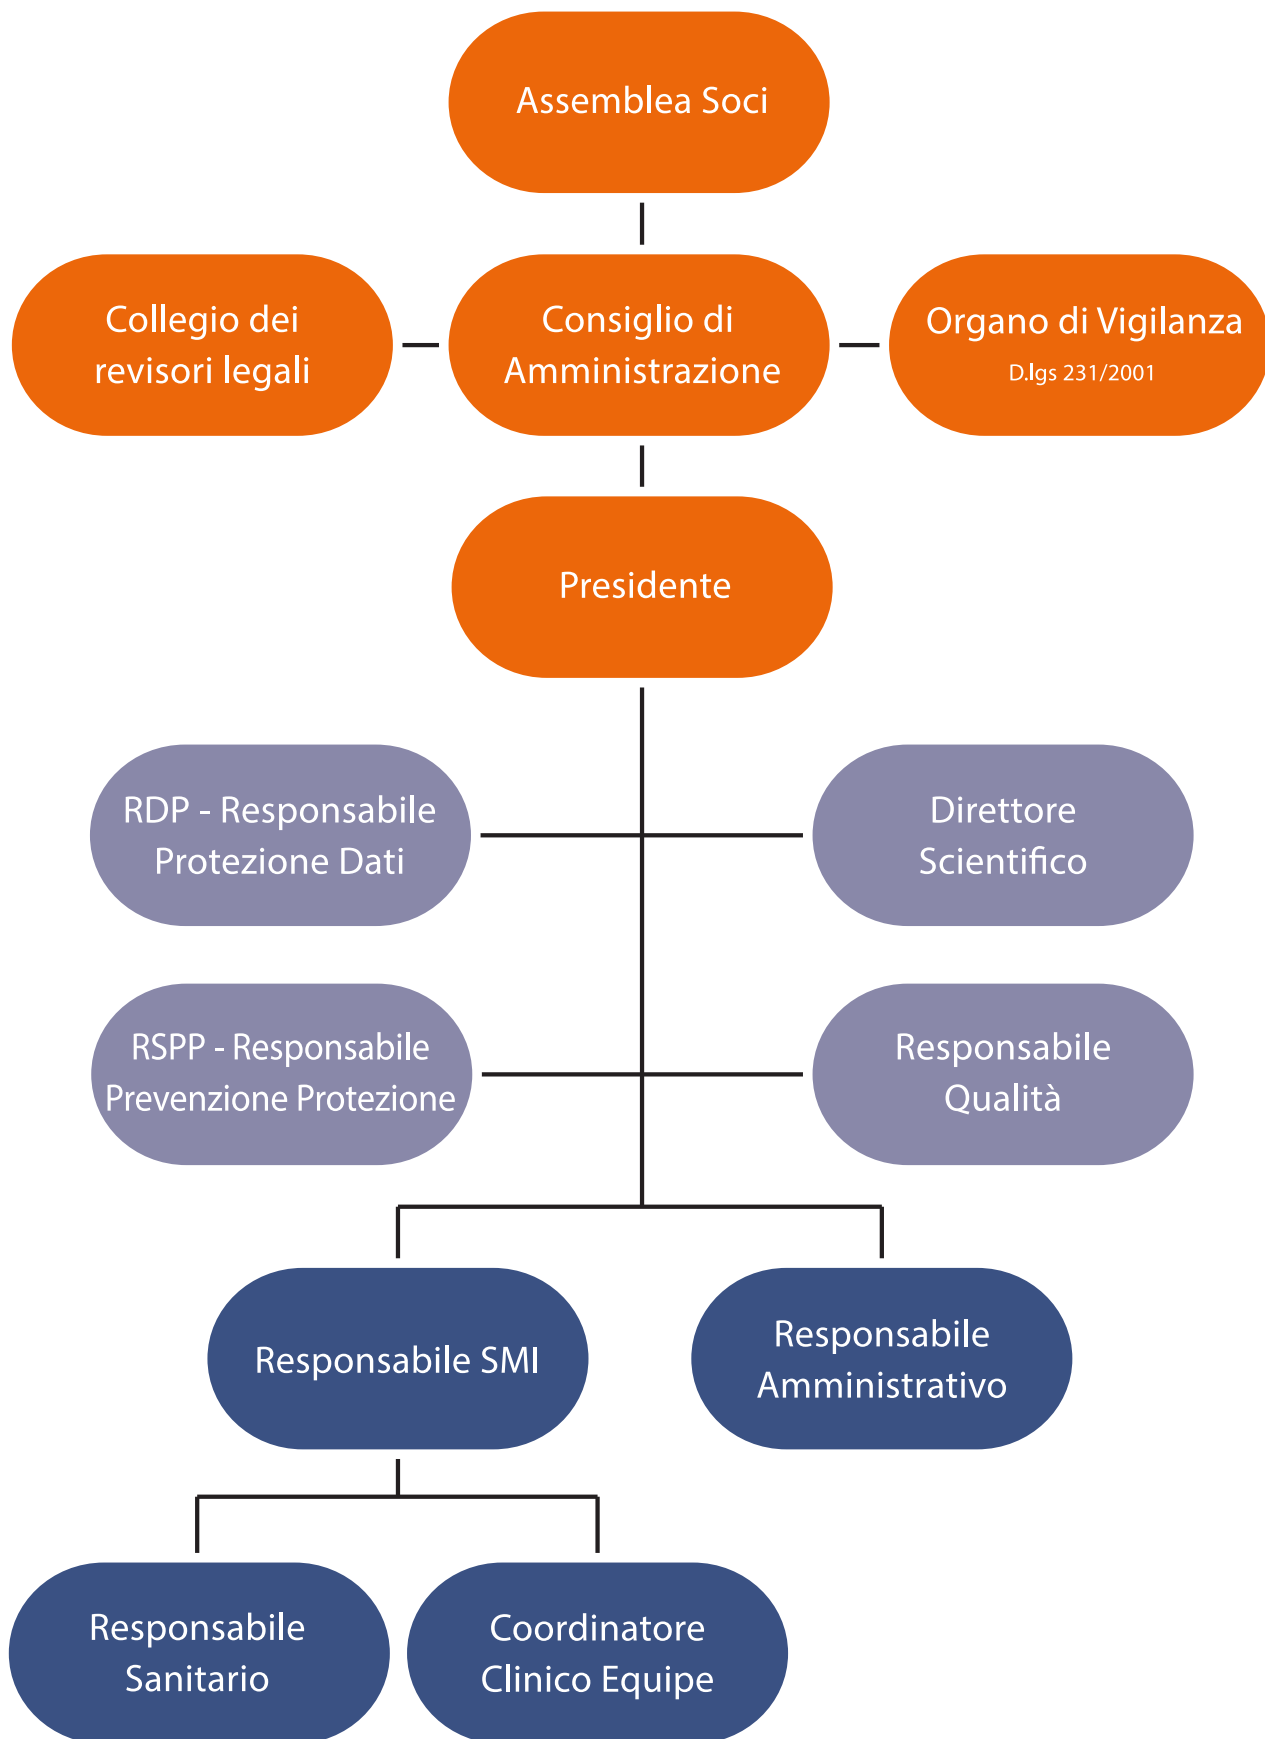 Assemblea Soci
Collegio dei
revisori legali
Consiglio di
Amministrazione
Organo di Vigilanza
D.lgs 231/2001
Presidente
RDP - Responsabile
Protezione Dati
Direttore
Scientifico
RSPP - Responsabile
Prevenzione Protezione
Responsabile
Qualità
Responsabile SMI
Responsabile
Amministrativo
Responsabile
Sanitario
Coordinatore
Clinico Equipe